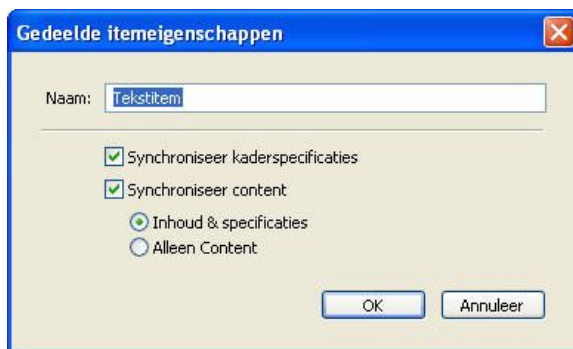 Gedeelde itemeigenschappen
Naam: Tekstitem
Synchroniseer kaderspecificaties
Synchroniseer content
Inhoud & specificaties
Alleen Content
OK Annuleer